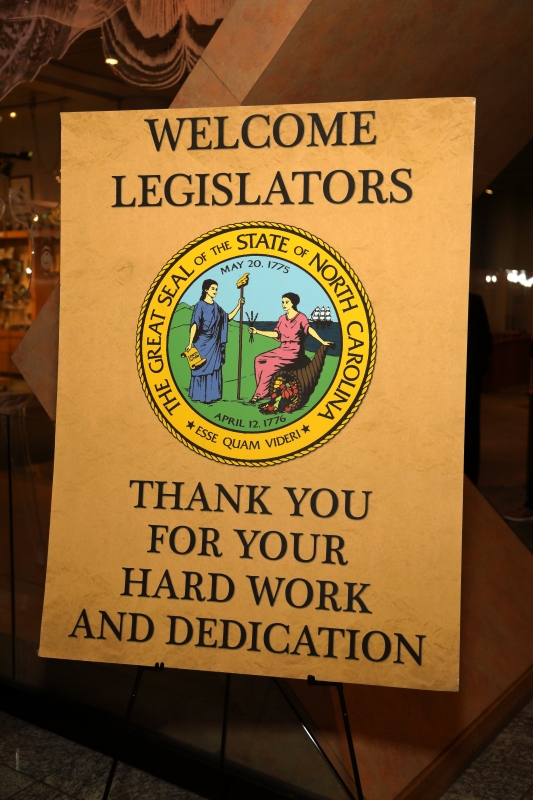 WELCOME
LEGISLATORS
THE GREAT SEAL OF THE STATE OF NORTH CAROLINA
MAY 20, 1775
APRIL 12, 1776
★ ESSE QUAM VIDERI ★
THANK YOU
FOR YOUR
HARD WORK
AND DEDICATION